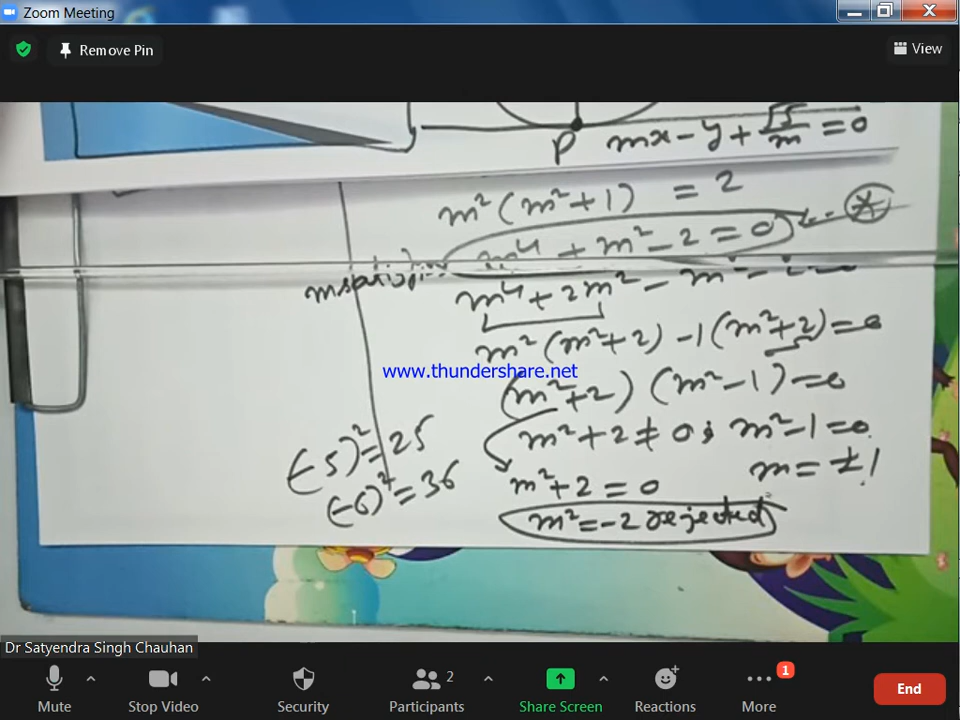 Zoom Meeting
Remove Pin
View
P mx - y + √5/m = 0
m²(m²+1) = 2
m⁴ + m² - 2 = 0
m⁴ + 2m² - m² - 2 =
m²(m²+2) - 1(m²+2) = 0
www.thundershare.net
(m²+2) (m²-1) = 0
(-5)² = 25
m²+2 ≠ 0; m²-1 = 0
m = ±1
(-6)² = 36
m²+2 = 0
m² = -2 rejected
Dr Satyendra Singh Chauhan
2
1
Mute
Stop Video
Security
Participants
Share Screen
Reactions
More
End